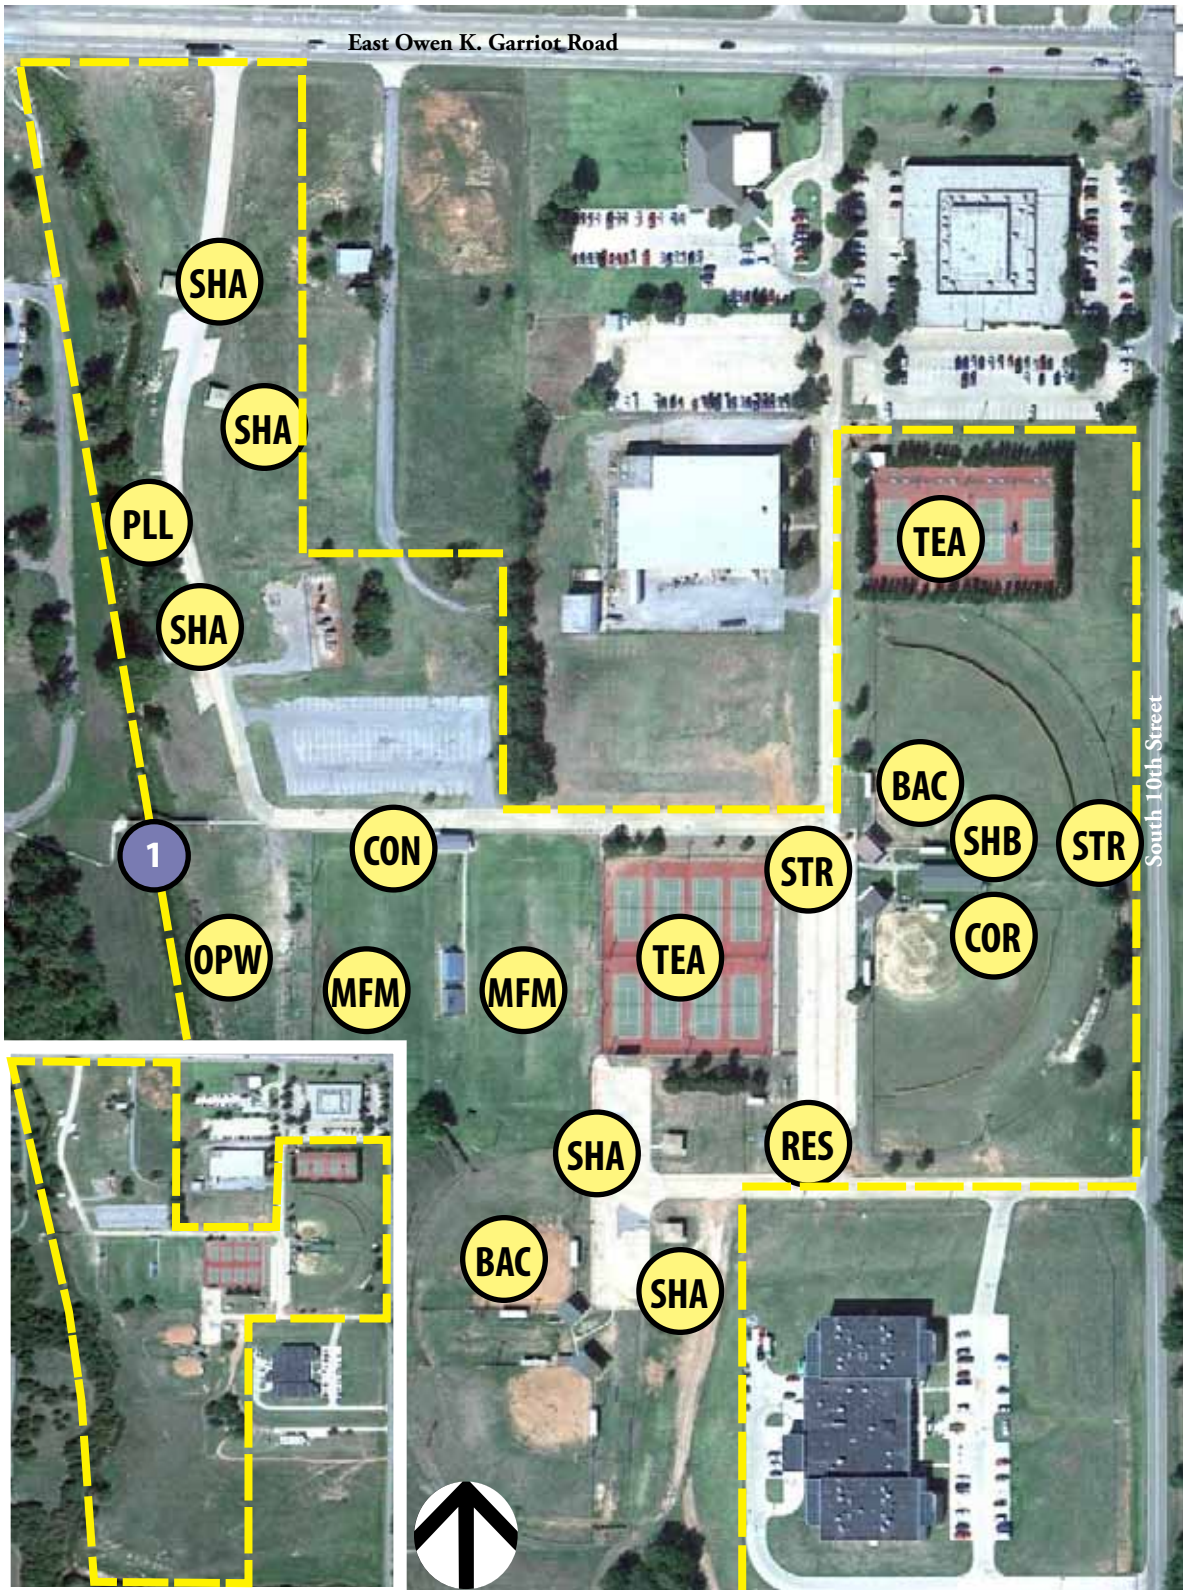 East Owen K. Garriot Road
SHA
SHA
PLL
TEA
SHA
South 10th Street
BAC
CON
SHB
STR
STR
1
COR
OPW
MFM
MFM
TEA
SHA
RES
BAC
SHA